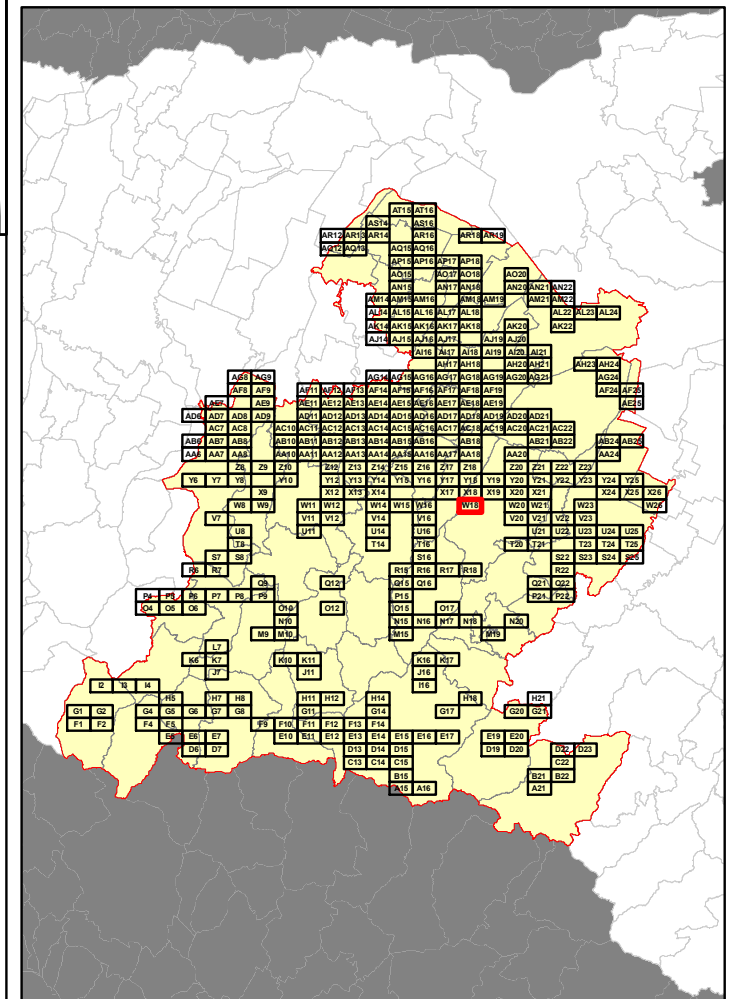 AT15 AT16
AS14 AS16
AR12 AR13 AR14 AR16 AR18 AR19
AQ12 AQ13 AQ15 AQ16
AP15 AP16 AP17 AP18
AO15 AO17 AO18 AO20
AN15 AN17 AN18 AN20 AN21 AN22
AM14 AM15 AM16 AM18 AM19 AM21 AM22
AL14 AL15 AL16 AL17 AL18 AL22 AL23 AL24
AK14 AK15 AK16 AK17 AK18 AK20 AK22
AJ14 AJ15 AJ16 AJ17 AJ19 AJ20
AI16 AI17 AI18 AI19 AI20 AI21
AH17 AH18 AH20 AH21 AH23 AH24
AG8 AG9 AG14 AG15 AG16 AG17 AG18 AG19 AG20 AG21 AG24
AF8 AF9 AF11 AF12 AF13 AF14 AF15 AF16 AF17 AF18 AF19 AF24 AF25
AE7 AE9 AE11 AE12 AE13 AE14 AE15 AE16 AE17 AE18 AE19 AE25
AD6 AD7 AD8 AD9 AD11 AD12 AD13 AD14 AD15 AD16 AD17 AD18 AD19 AD20 AD21
AC7 AC8 AC10 AC11 AC12 AC13 AC14 AC15 AC16 AC17 AC18 AC19 AC20 AC21 AC22
AB6 AB7 AB8 AB10 AB11 AB12 AB13 AB14 AB15 AB16 AB18 AB21 AB22 AB24 AB25
AA6 AA7 AA8 AA10 AA11 AA12 AA13 AA14 AA15 AA16 AA17 AA18 AA20 AA24
Z8 Z9 Z10 Z12 Z13 Z14 Z15 Z16 Z17 Z18 Z20 Z21 Z22 Z23
Y6 Y7 Y8 Y10 Y12 Y13 Y14 Y15 Y16 Y17 Y18 Y19 Y20 Y21 Y22 Y24 Y25
X9 X12 X13 X14 X17 X18 X19 X20 X21 X24 X25 X26
W8 W9 W11 W12 W14 W15 W16 W18 W20 W21 W23 W26
V7 V11 V12 V14 V16 V20 V21 V22 V23
U8 U11 U14 U16 U21 U22 U23 U24 U25
T8 T14 T16 T20 T21 T23 T24 T25
S7 S8 S16 S22 S23 S24 S25
R6 R7 R15 R16 R17 R18 R22
Q9 Q12 Q15 Q16 Q21 Q22
P4 P5 P6 P7 P8 P9 P15 P21 P22
O4 O5 O6 O10 O12 O15 O17
N10 N15 N16 N17 N18 N20
M9 M10 M15 M19
L7
K6 K7 K10 K11 K16 K17
J7 J11 J16
I2 I3 I4 I16
H5 H7 H8 H11 H12 H14 H18 H21
G1 G2 G4 G5 G6 G7 G8 G11 G14 G17 G20 G21
F1 F2 F4 F5 F9 F10 F11 F12 F13 F14
E5 E6 E7 E10 E11 E12 E13 E14 E15 E16 E17 E19 E20
D6 D7 D13 D14 D15 D19 D20 D22 D23
C13 C14 C15 C22
B15 B21 B22
A15 A16 A21